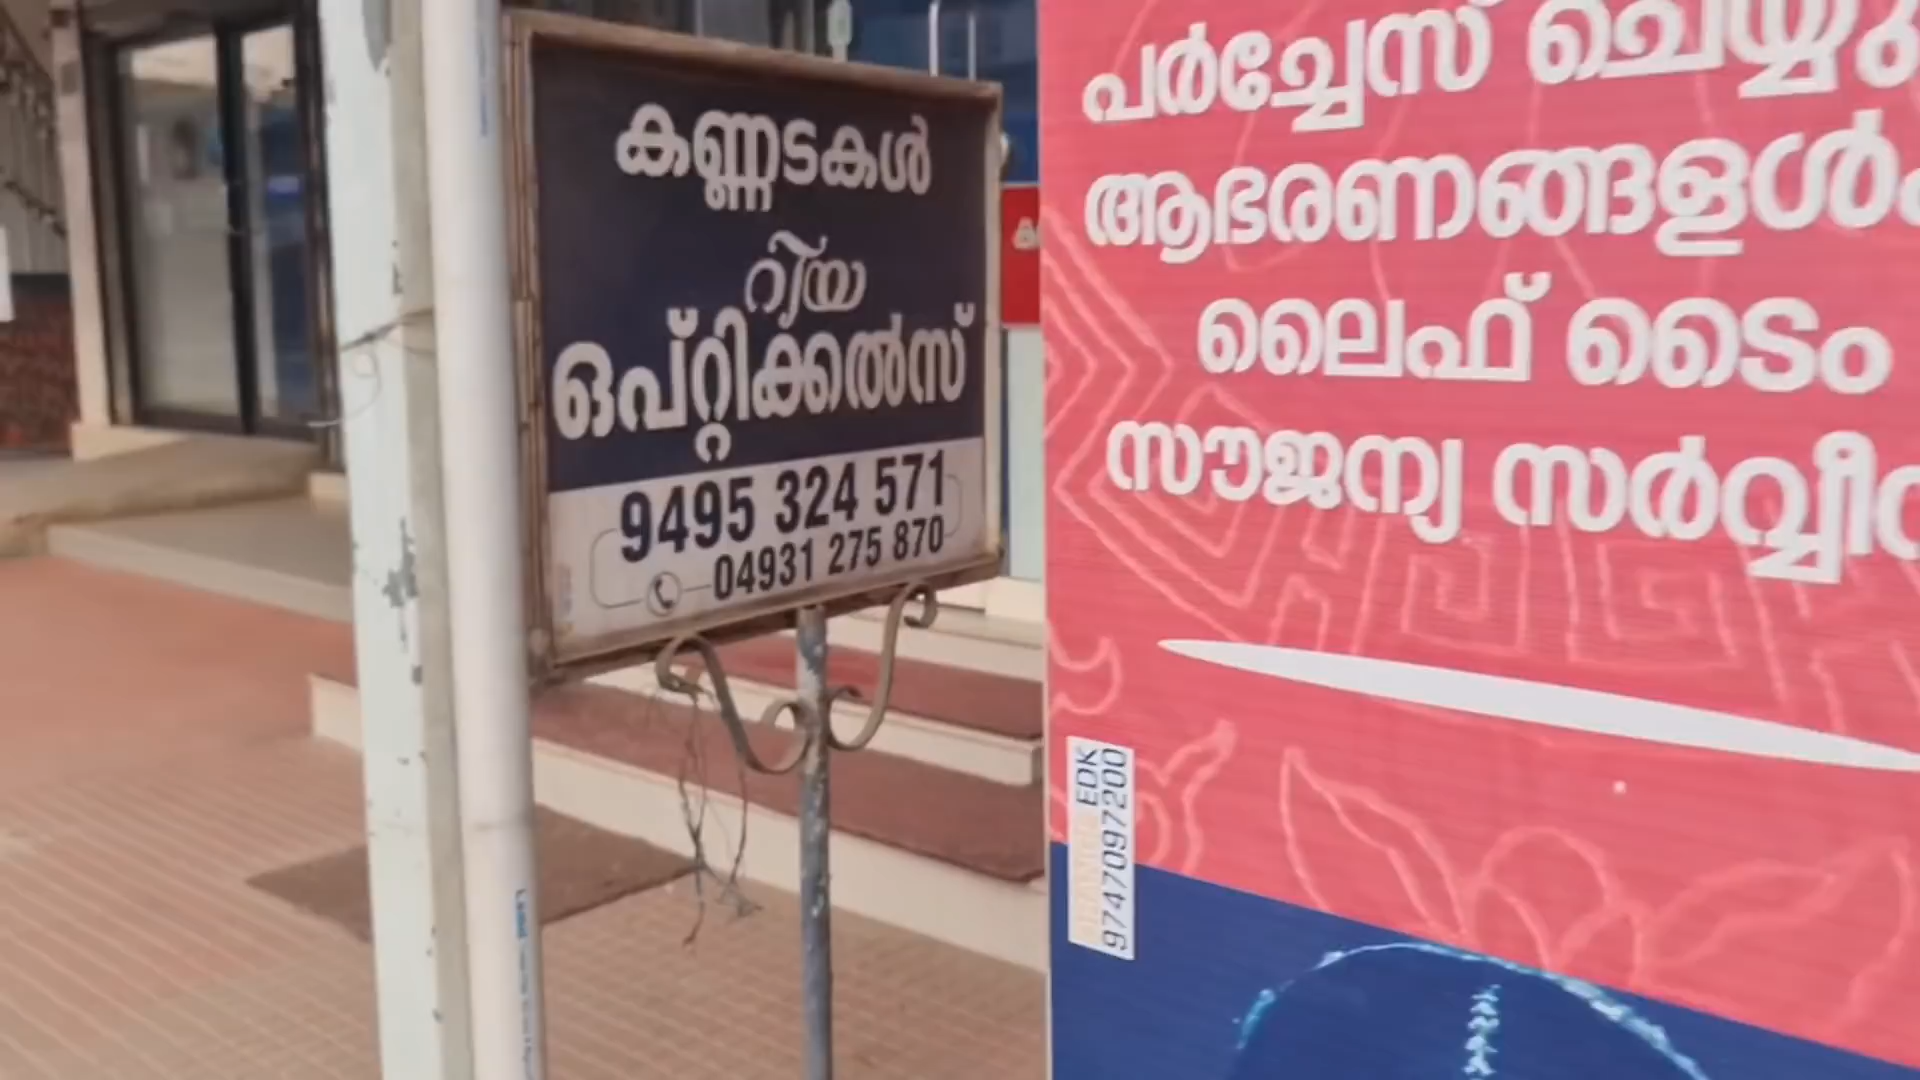 കണ്ണടകൾ
റിയ
ഒപ്റ്റിക്കൽസ്
9495 324 571
04931 275 870
പർച്ചേസ് ചെയ്യു
ആഭരണങ്ങൾക
ലൈഫ് ടൈം
സൗജന്യ സർവ്വീസ
EDK
9747097200